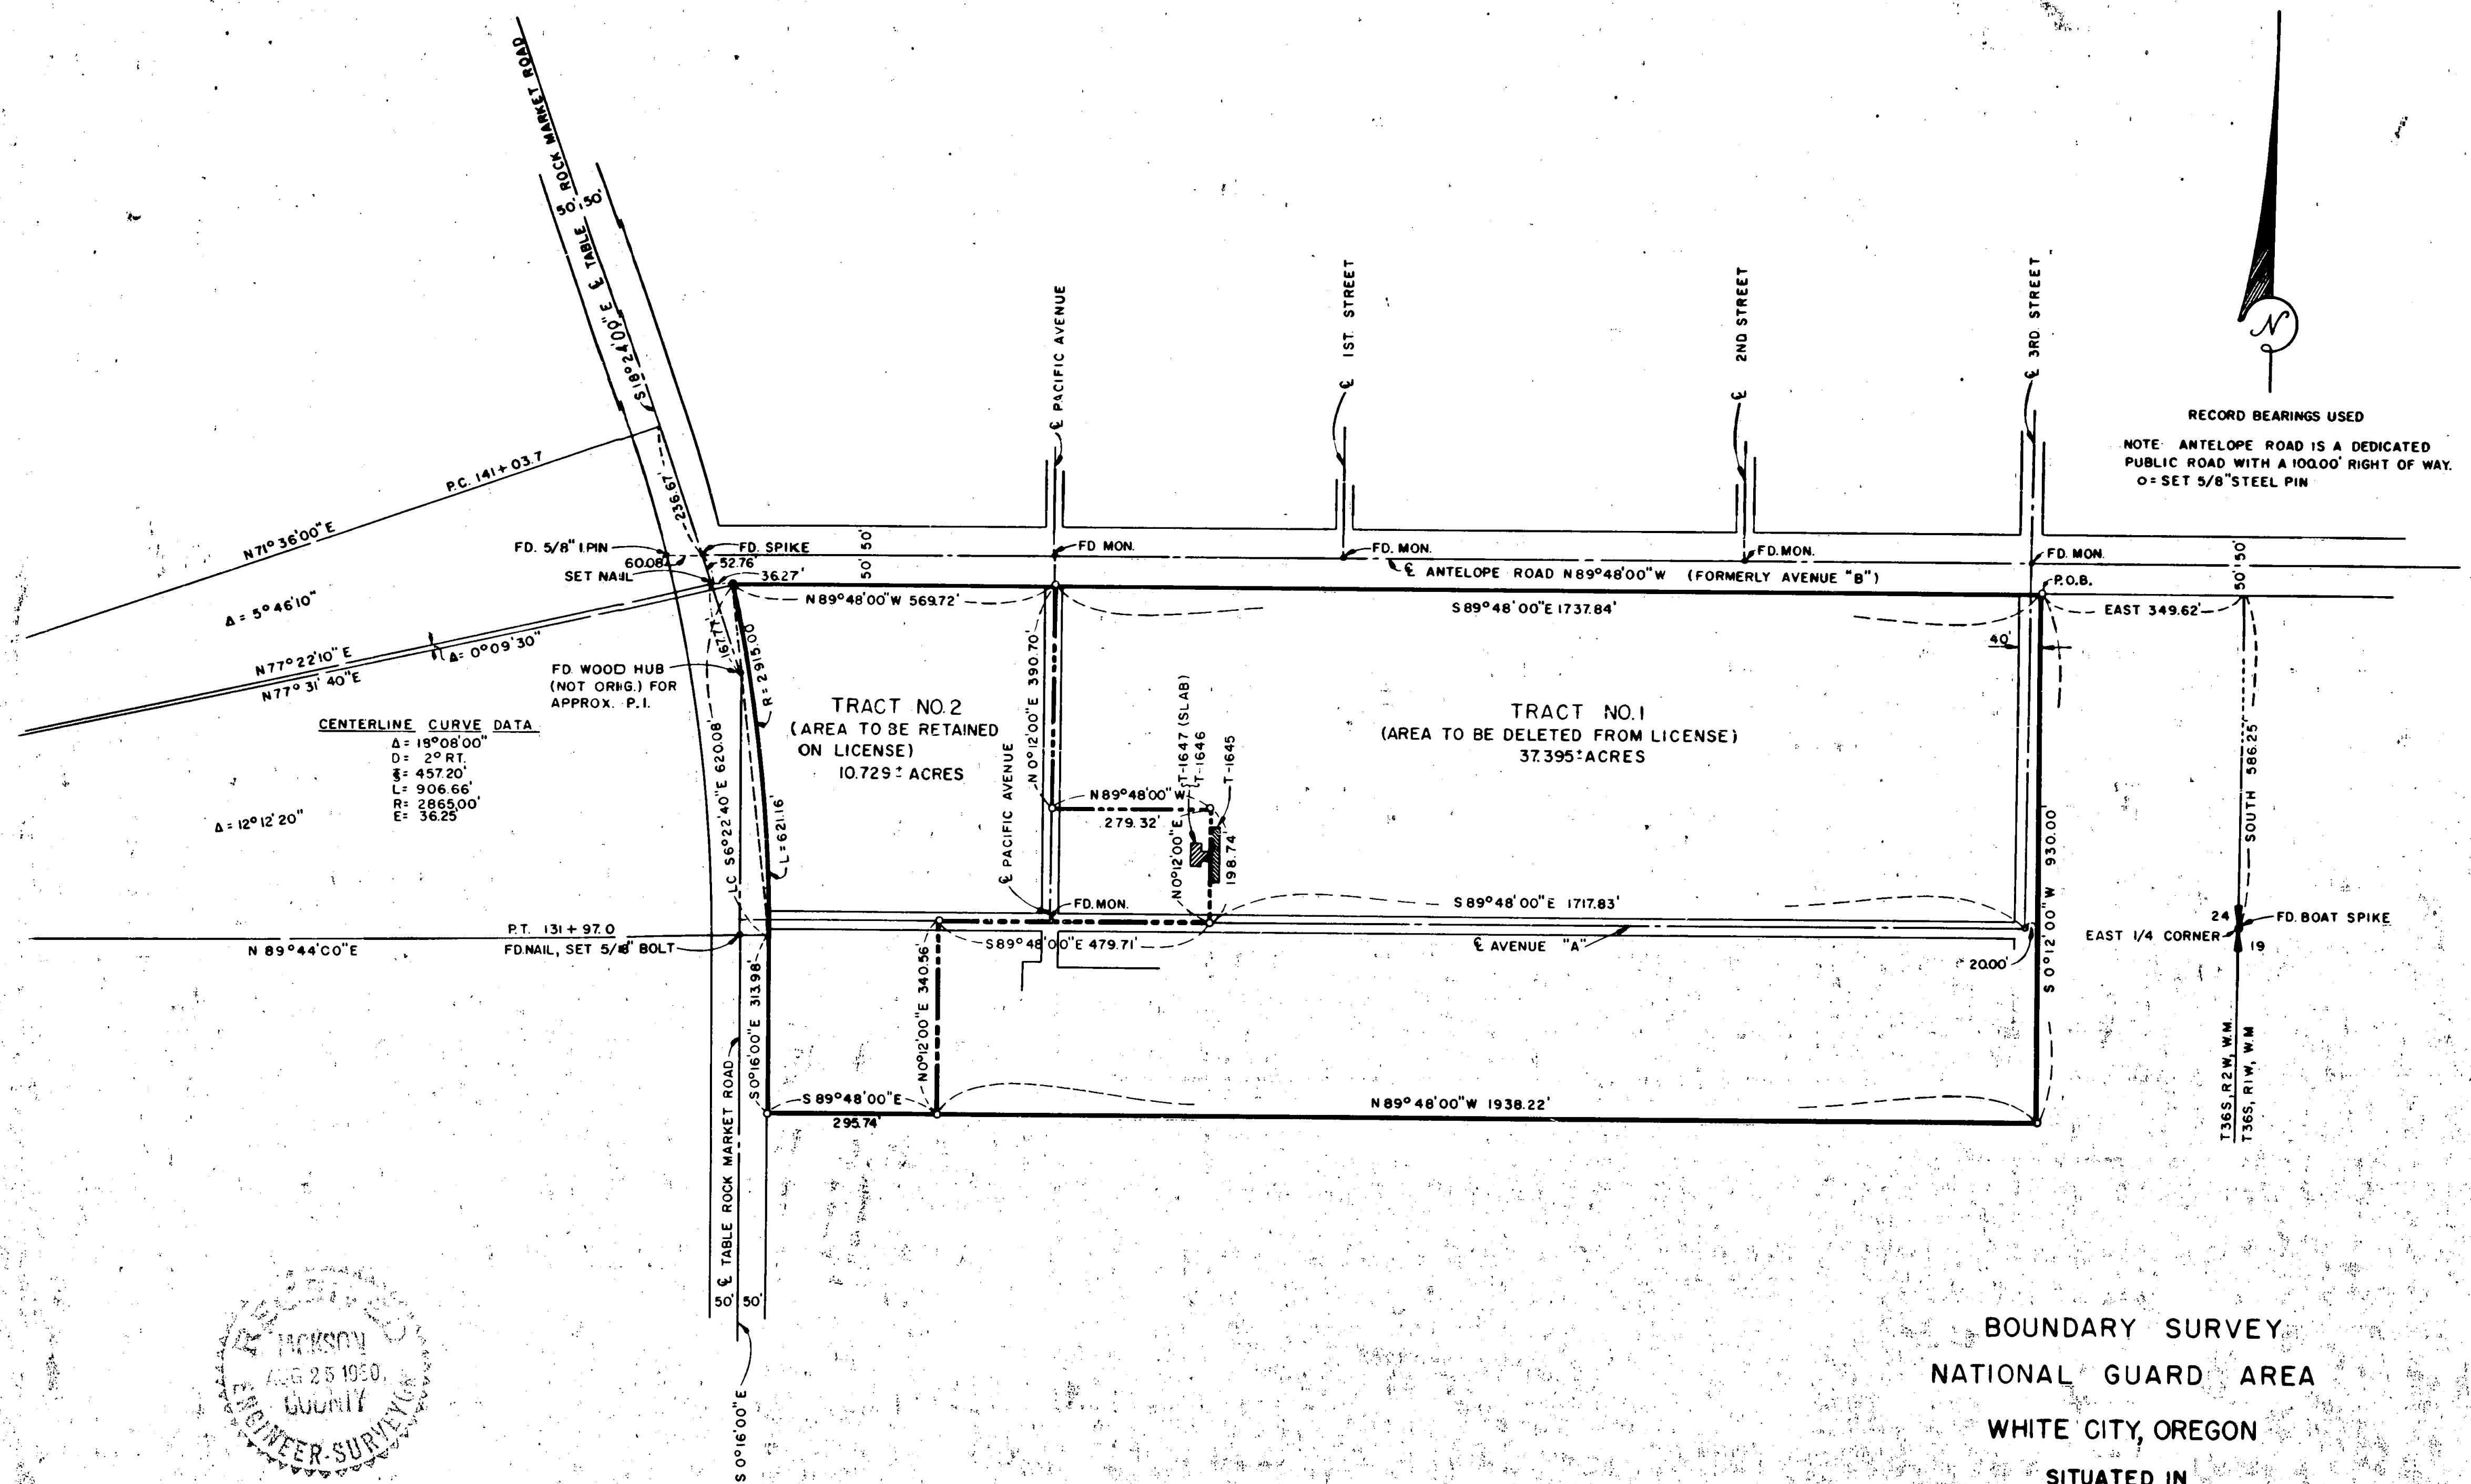 ℄ TABLE ROCK MARKET ROAD
50' 50'
S18°24'00"E
℄ PACIFIC AVENUE
℄ 1ST. STREET
℄ 2ND STREET
℄ 3RD. STREET
N
RECORD BEARINGS USED
NOTE: ANTELOPE ROAD IS A DEDICATED
PUBLIC ROAD WITH A 100.00' RIGHT OF WAY.
O = SET 5/8" STEEL PIN
P.C. 141+03.7
N71°36'00"E
236.67'
FD. 5/8" I.PIN
FD. SPIKE
50' 50'
FD MON.
FD. MON.
FD. MON.
FD. MON.
60.08'
52.76'
SET NAIL
36.27'
℄ ANTELOPE ROAD N89°48'00"W (FORMERLY AVENUE "B")
P.O.B.
50' 50'
N89°48'00"W 569.72'
S89°48'00"E 1737.84'
EAST 349.62'
40'
Δ = 5°46'10"
Δ= 0°09'30"
N77°22'10"E
N77°31'40"E
167.77'
R=2915.00
FD. WOOD HUB
(NOT ORIG.) FOR
APPROX. P.I.
CENTERLINE CURVE DATA
Δ= 18°08'00"
D= 2° RT.
457.20'
L= 906.66'
R= 2865.00'
E= 36.25'
Δ = 12°12'20"
LC S6°22'40"E 620.08'
L=621.16'
TRACT NO.2
(AREA TO BE RETAINED
ON LICENSE)
10.729± ACRES
N0°12'00"E 390.70'
℄ PACIFIC AVENUE
TRACT NO.1
(AREA TO BE DELETED FROM LICENSE)
37.395± ACRES
T-1647 (SLAB)
T-1646
T-1645
N89°48'00"W
279.32'
N0°12'00"E
198.74'
SOUTH 586.25'
S 0°12'00"W 930.00'
FD.MON.
S89°48'00"E 1717.83'
24
FD. BOAT SPIKE
EAST 1/4 CORNER
19
P.T. 131+97.0
FD.NAIL, SET 5/8" BOLT
N 89°44'00"E
S89°48'00"E 479.71'
℄ AVENUE "A"
20.00'
S0°16'00"E 313.98'
N0°12'00"E 340.56'
S 89°48'00"E
295.74'
N89°48'00"W 1938.22'
T36S, R2W, W.M.
T36S, R1W, W.M
℄ TABLE ROCK MARKET ROAD
50' 50'
S 0°16'00"E
JACKSON
AUG 25 1980
COUNTY
ENGINEER-SURVEYOR
BOUNDARY SURVEY
NATIONAL GUARD AREA
WHITE CITY, OREGON
SITUATED IN